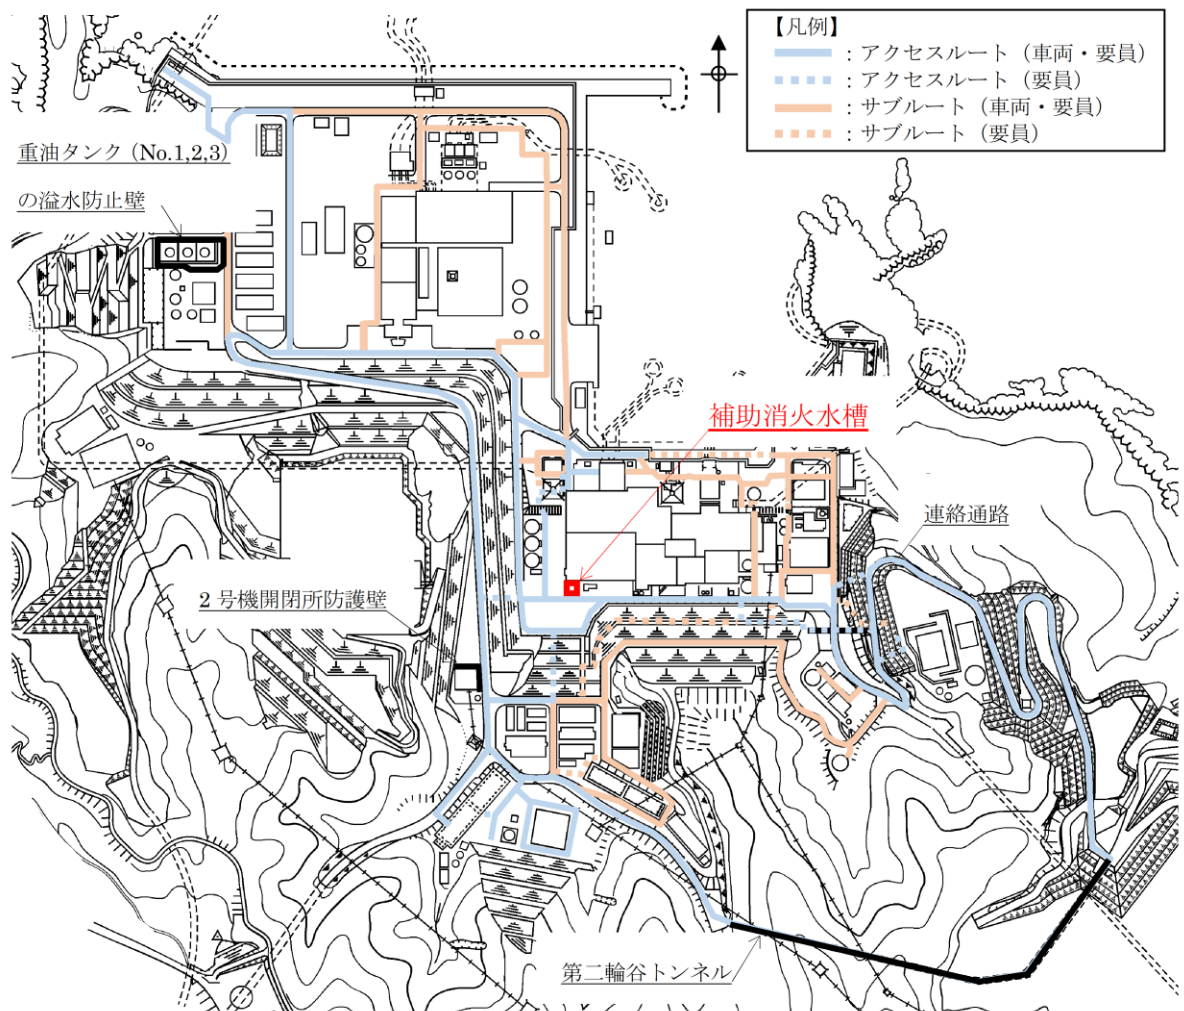 【凡例】
：アクセスルート（車両・要員）
：アクセスルート（要員）
：サブルート（車両・要員）
：サブルート（要員）
重油タンク（No.1,2,3）
の溢水防止壁
補助消火水槽
連絡通路
2号機開閉所防護壁
第二輪谷トンネル